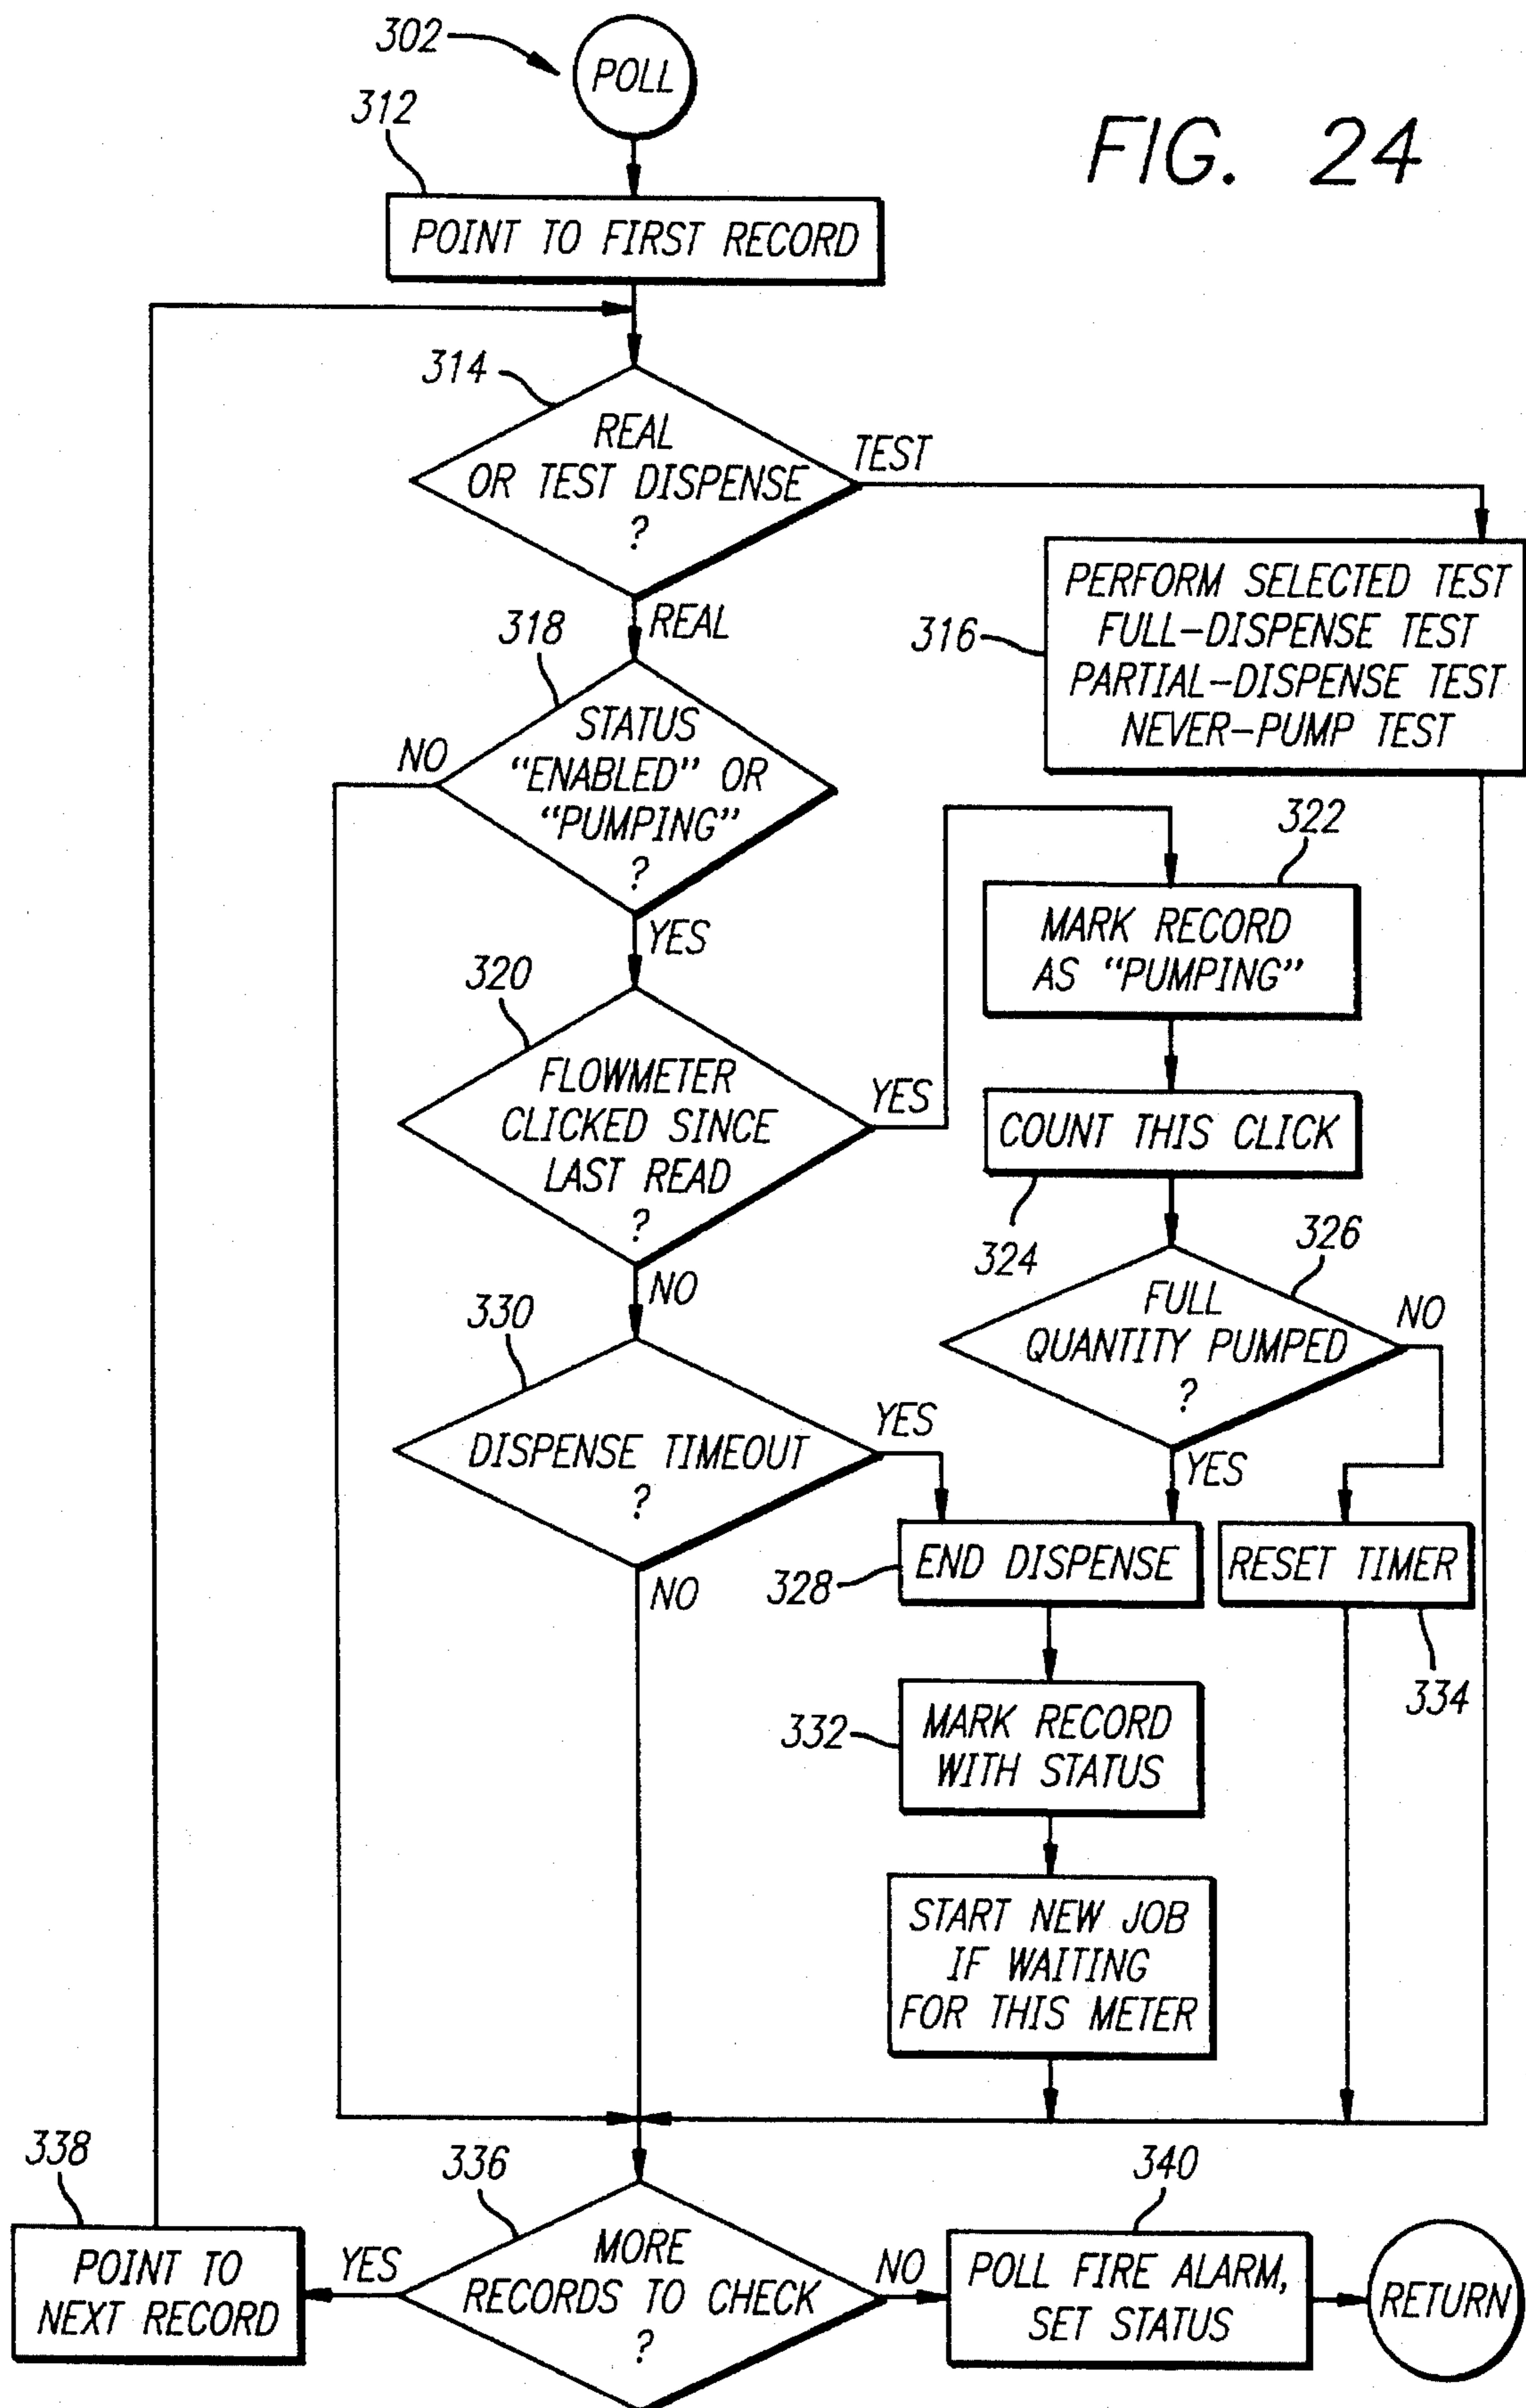 302
POLL
FIG. 24
312
POINT TO FIRST RECORD
314
REAL
OR TEST DISPENSE
?
TEST
REAL
316
PERFORM SELECTED TEST
FULL-DISPENSE TEST
PARTIAL-DISPENSE TEST
NEVER-PUMP TEST
318
STATUS
"ENABLED" OR
"PUMPING"
?
NO
YES
322
MARK RECORD
AS "PUMPING"
320
FLOWMETER
CLICKED SINCE
LAST READ
?
YES
NO
COUNT THIS CLICK
324
326
FULL
QUANTITY PUMPED
?
NO
YES
330
DISPENSE TIMEOUT
?
YES
NO
328
END DISPENSE
RESET TIMER
334
332
MARK RECORD
WITH STATUS
START NEW JOB
IF WAITING
FOR THIS METER
338
POINT TO
NEXT RECORD
336
MORE
RECORDS TO CHECK
?
YES
NO
340
POLL FIRE ALARM,
SET STATUS
RETURN